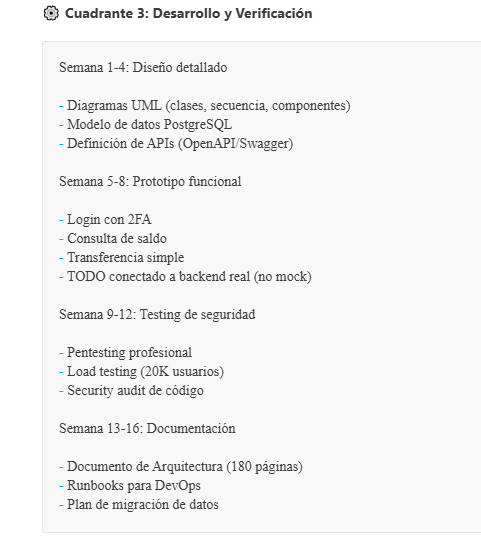 Cuadrante 3: Desarrollo y Verificación
Semana 1-4: Diseño detallado
- Diagramas UML (clases, secuencia, componentes)
- Modelo de datos PostgreSQL
- Definición de APIs (OpenAPI/Swagger)
Semana 5-8: Prototipo funcional
- Login con 2FA
- Consulta de saldo
- Transferencia simple
- TODO conectado a backend real (no mock)
Semana 9-12: Testing de seguridad
- Pentesting profesional
- Load testing (20K usuarios)
- Security audit de código
Semana 13-16: Documentación
- Documento de Arquitectura (180 páginas)
- Runbooks para DevOps
- Plan de migración de datos